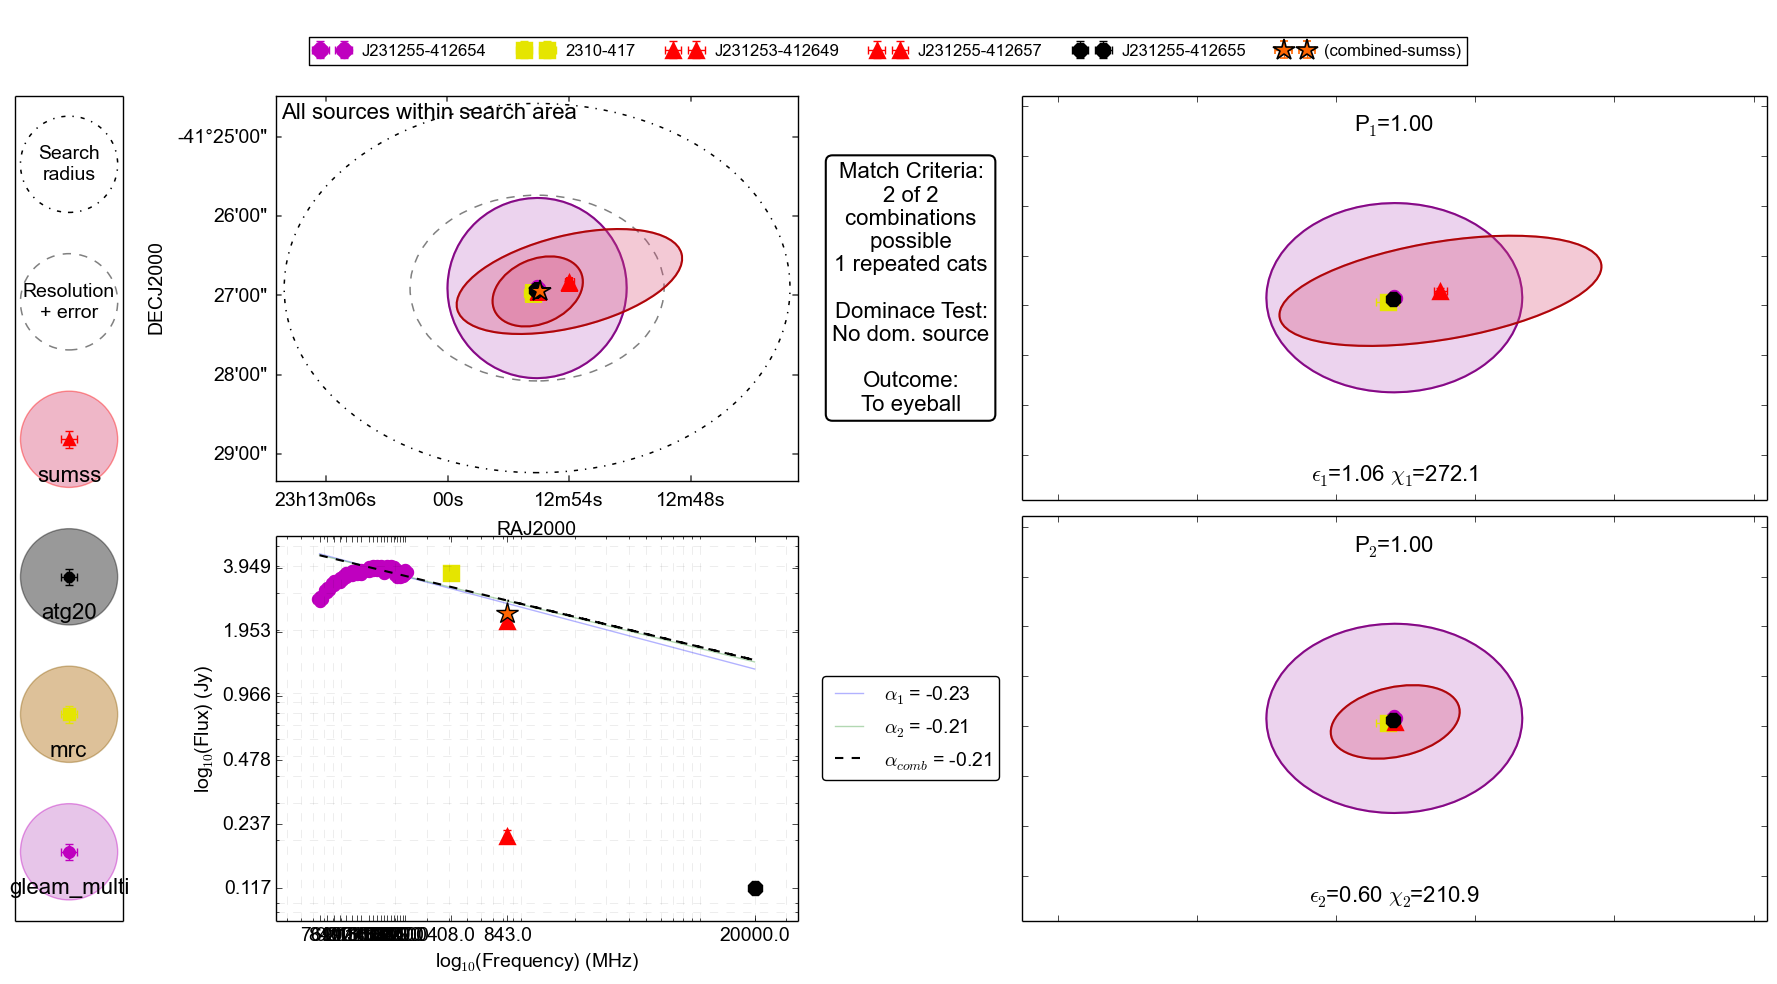 J231255-412654
2310-417
J231253-412649
J231255-412657
J231255-412655
(combined-sumss)
Search
radius
Resolution
+ error
sumss
atg20
mrc
gleam_multi
All sources within search area
DECJ2000
-41°25'00"
26'00"
27'00"
28'00"
29'00"
23h13m06s
00s
12m54s
12m48s
RAJ2000
Match Criteria:
2 of 2
combinations
possible
1 repeated cats
Dominace Test:
No dom. source
Outcome:
To eyeball
P₁=1.00
ϵ₁=1.06 χ₁=272.1
log₁₀(Flux) (Jy)
3.949
1.953
0.966
0.478
0.237
0.117
408.0
843.0
20000.0
log₁₀(Frequency) (MHz)
α₁ = -0.23
α₂ = -0.21
α_comb = -0.21
P₂=1.00
ϵ₂=0.60 χ₂=210.9